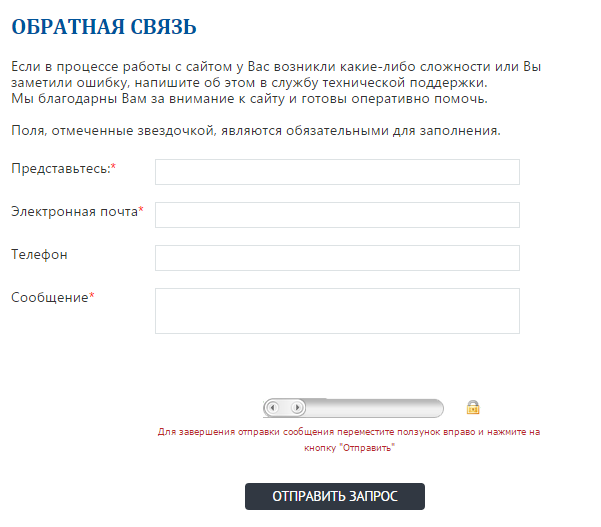 ОБРАТНАЯ СВЯЗЬ
Если в процессе работы с сайтом у Вас возникли какие-либо сложности или Вы
заметили ошибку, напишите об этом в службу технической поддержки.
Мы благодарны Вам за внимание к сайту и готовы оперативно помочь.
Поля, отмеченные звездочкой, являются обязательными для заполнения.
Представьтесь:*
Электронная почта*
Телефон
Сообщение*
Для завершения отправки сообщения переместите ползунок вправо и нажмите на
кнопку "Отправить"
ОТПРАВИТЬ ЗАПРОС